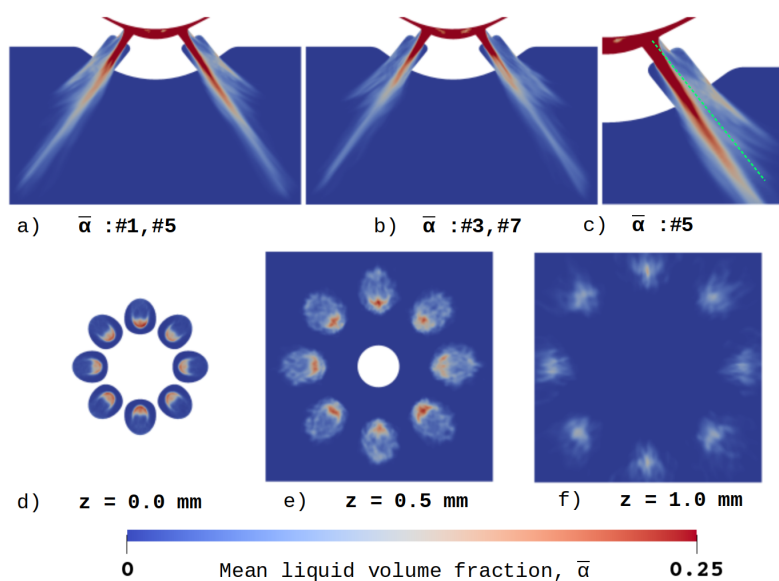 a) α̅ :#1,#5
b) α̅ :#3,#7
c) α̅ :#5
d) z = 0.0 mm
e) z = 0.5 mm
f) z = 1.0 mm
0
Mean liquid volume fraction, α̅
0.25